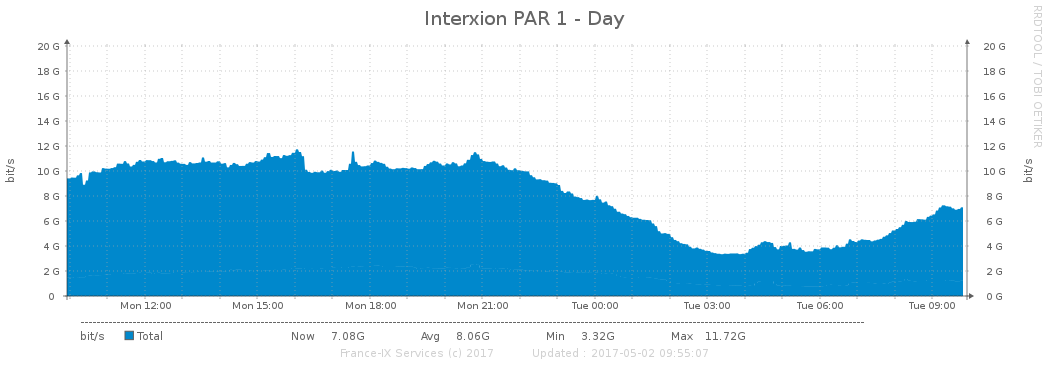 Interxion PAR 1 - Day
RRDTOOL / TOBI OETIKER
bit/s
bit/s
20 G 20 G
18 G 18 G
16 G 16 G
14 G 14 G
12 G 12 G
10 G 10 G
8 G 8 G
6 G 6 G
4 G 4 G
2 G 2 G
0 0 G
Mon 12:00 Mon 15:00 Mon 18:00 Mon 21:00 Tue 00:00 Tue 03:00 Tue 06:00 Tue 09:00
bit/s Total Now 7.08G Avg 8.06G Min 3.32G Max 11.72G
France-IX Services (c) 2017 Updated : 2017-05-02 09:55:07